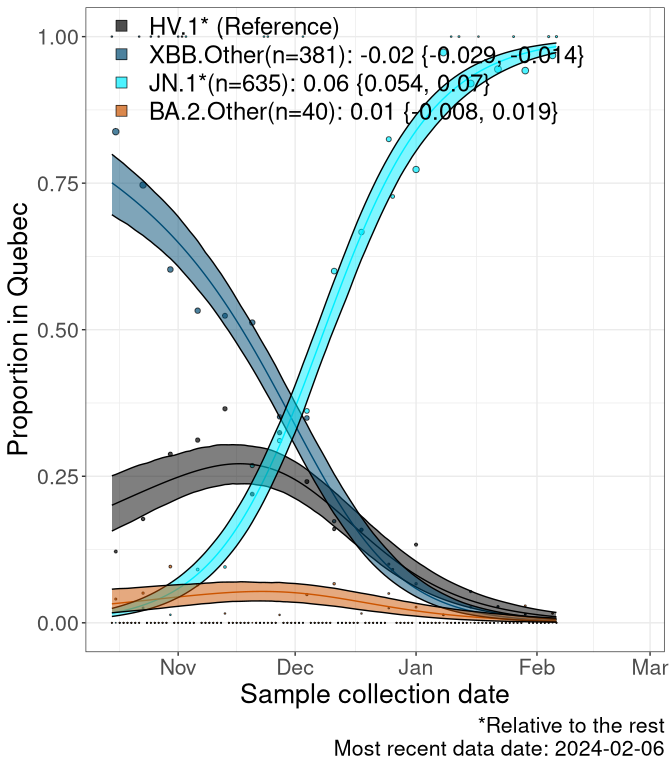 HV.1* (Reference)
XBB.Other(n=381): -0.02 {-0.029, -0.014}
JN.1*(n=635): 0.06 {0.054, 0.07}
BA.2.Other(n=40): 0.01 {-0.008, 0.019}
1.00
0.75
0.50
0.25
0.00
Proportion in Quebec
Nov Dec Jan Feb Mar
Sample collection date
*Relative to the rest
Most recent data date: 2024-02-06